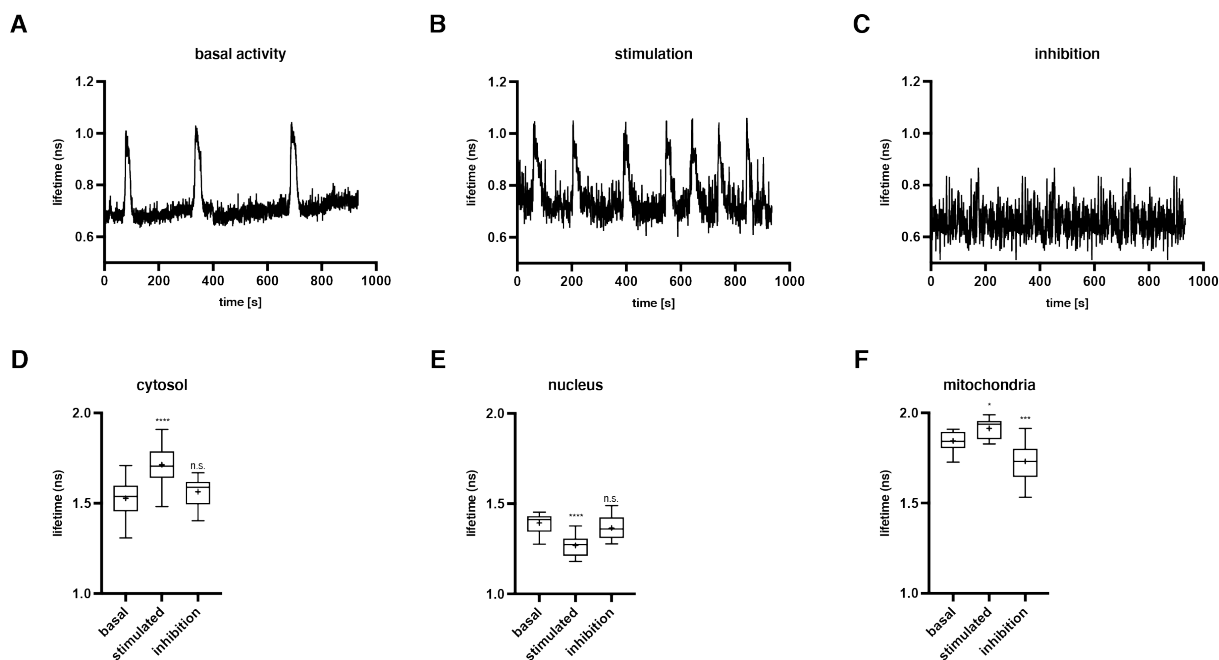 A
basal activity
lifetime (ns)
1.2
1.0
0.8
0.6
0 200 400 600 800 1000
time [s]
B
stimulation
lifetime (ns)
1.2
1.0
0.8
0.6
0 200 400 600 800 1000
time [s]
C
inhibition
lifetime (ns)
1.2
1.0
0.8
0.6
0 200 400 600 800 1000
time [s]
D
cytosol
lifetime (ns)
2.0
1.5
1.0
****
n.s.
basal
stimulated
inhibition
E
nucleus
lifetime (ns)
2.0
1.5
1.0
****
n.s.
basal
stimulated
inhibition
F
mitochondria
lifetime (ns)
2.0
1.5
1.0
*
***
basal
stimulated
inhibition